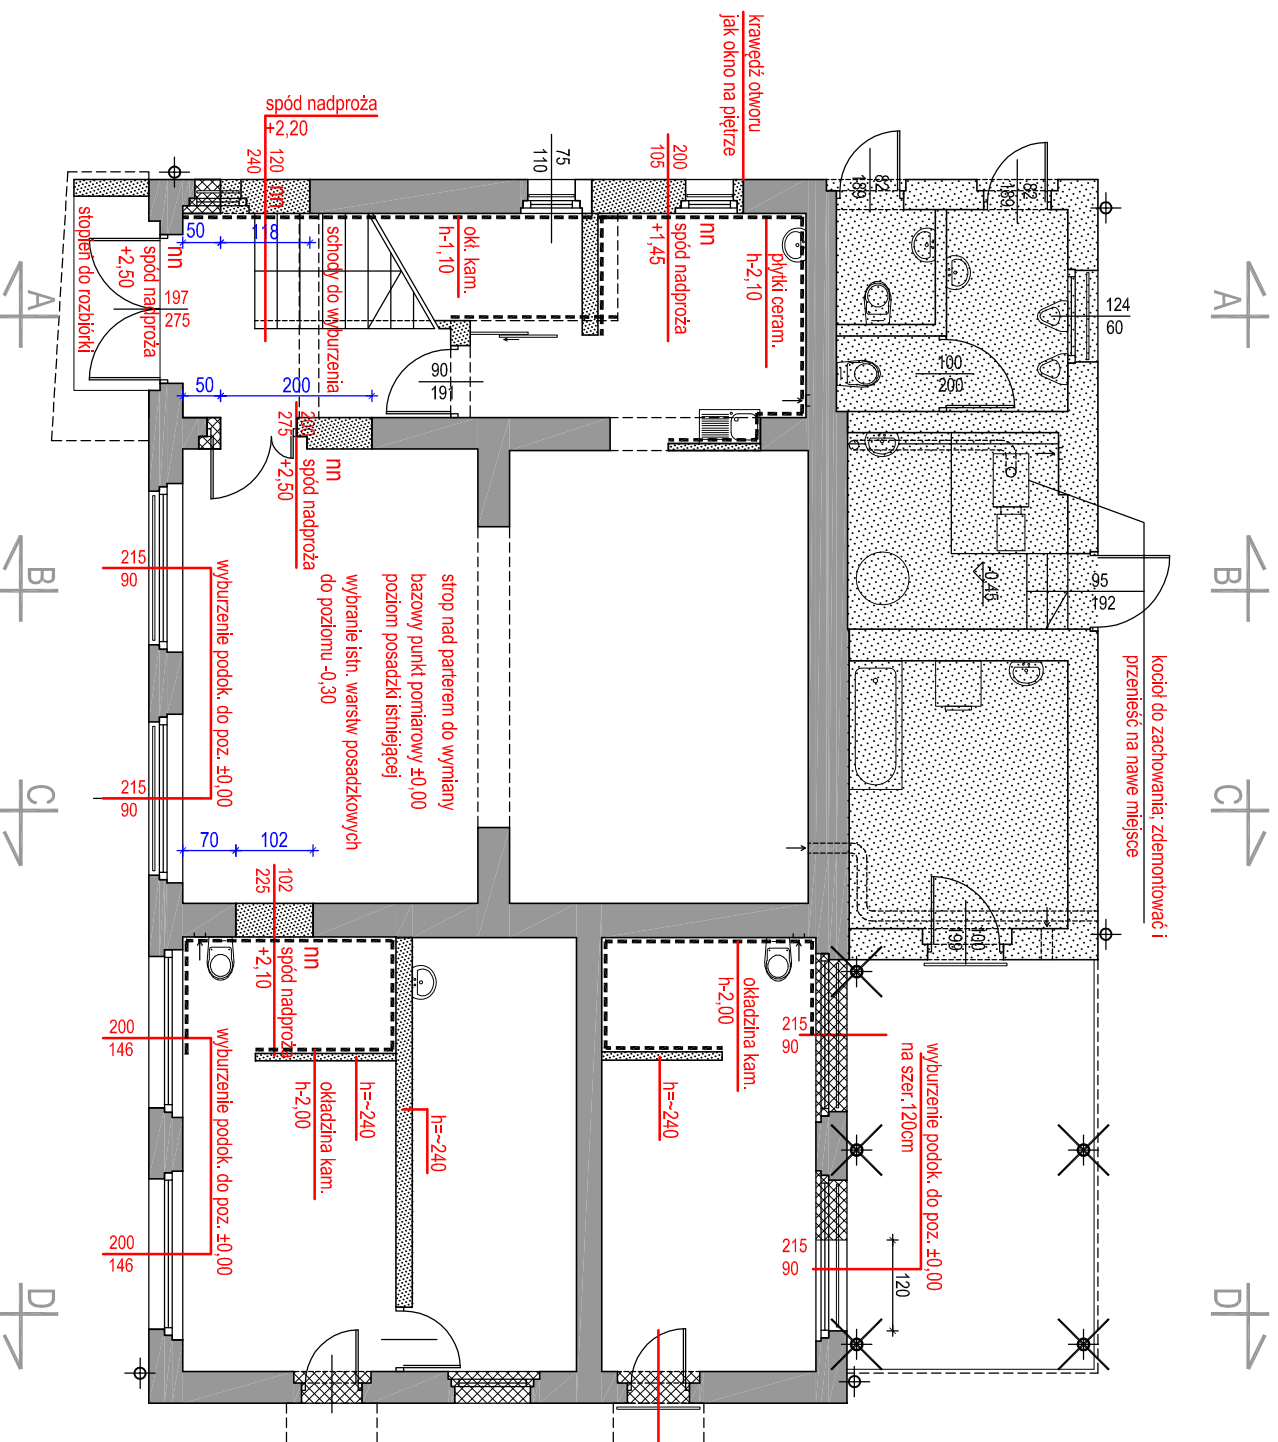 krawędź otworu
jak okno na piętrze
spód nadproża
+2,20
120
240
nn
75
110
200
105
nn
spód nadproża
+1,45
płytki ceram.
h-2,10
okł. kam.
h-1,10
schody do wyburzenia
50
118
stopień do rozbiórki
nn
spód nadproża
+2,50
197
275
50
200
90
191
200
275
nn
spód nadproża
+2,50
82
189
82
189
124
60
100
200
-0,45
95
192
kocioł do zachowania; zdemontować i
przenieść na nawe miejsce
215
90
wyburzenie podok. do poz. ±0,00
215
90
strop nad parterem do wymiany
bazowy punkt pomiarowy ±0,00
poziom posadzki istniejącej
wybranie istn. warstw posadzkowych
do poziomu -0,30
70
102
102
225
nn
spód nadproża
+2,10
100
199
okładzina kam.
h-2,00
215
90
wyburzenie podok. do poz. ±0,00
na szer.120cm
215
90
120
200
146
wyburzenie podok. do poz. ±0,00
200
146
okładzina kam.
h-2,00
h=~240
h=~240
h=~240
A
A
B
B
C
C
D
D